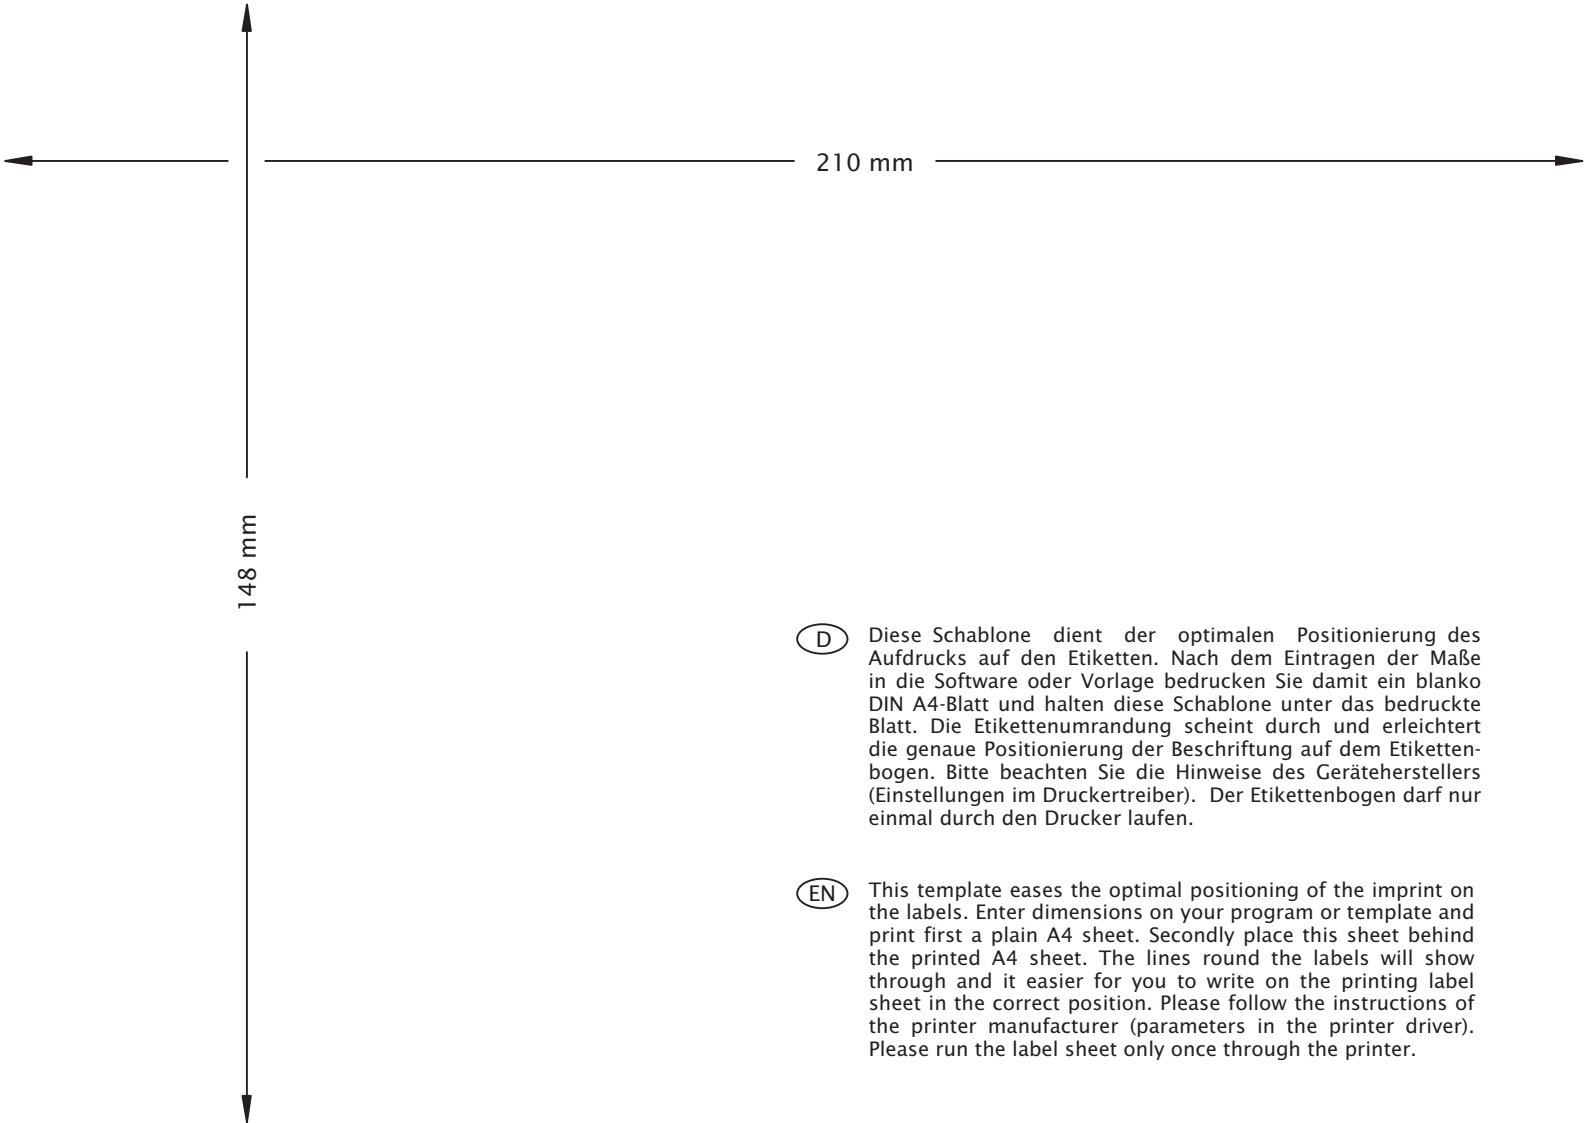 210 mm
148 mm
D
Diese Schablone dient der optimalen Positionierung des
Aufdrucks auf den Etiketten. Nach dem Eintragen der Maße
in die Software oder Vorlage bedrucken Sie damit ein blanko
DIN A4-Blatt und halten diese Schablone unter das bedruckte
Blatt. Die Etikettenumrandung scheint durch und erleichtert
die genaue Positionierung der Beschriftung auf dem Etiketten-
bogen. Bitte beachten Sie die Hinweise des Geräteherstellers
(Einstellungen im Druckertreiber). Der Etikettenbogen darf nur
einmal durch den Drucker laufen.
EN
This template eases the optimal positioning of the imprint on
the labels. Enter dimensions on your program or template and
print first a plain A4 sheet. Secondly place this sheet behind
the printed A4 sheet. The lines round the labels will show
through and it easier for you to write on the printing label
sheet in the correct position. Please follow the instructions of
the printer manufacturer (parameters in the printer driver).
Please run the label sheet only once through the printer.